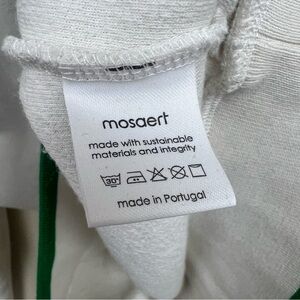 mosaert
made with sustainable
materials and integrity
30°
made in Portugal